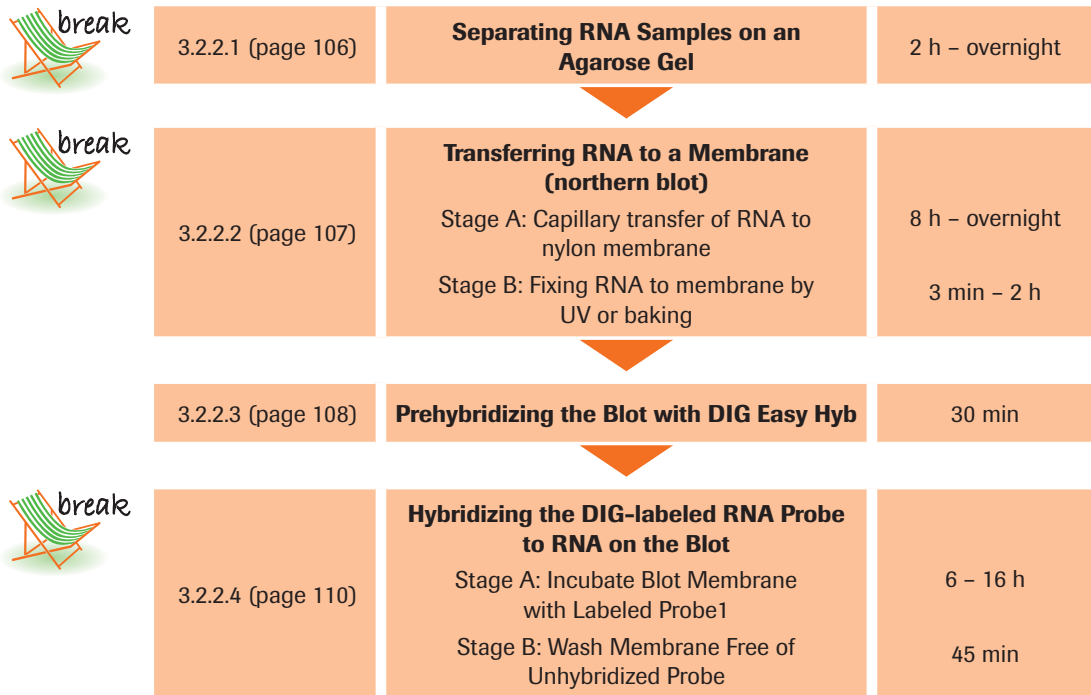 break
3.2.2.1 (page 106)
Separating RNA Samples on an
Agarose Gel
2 h – overnight
break
3.2.2.2 (page 107)
Transferring RNA to a Membrane
(northern blot)
Stage A: Capillary transfer of RNA to
nylon membrane
8 h – overnight
Stage B: Fixing RNA to membrane by
UV or baking
3 min – 2 h
3.2.2.3 (page 108)
Prehybridizing the Blot with DIG Easy Hyb
30 min
break
3.2.2.4 (page 110)
Hybridizing the DIG-labeled RNA Probe
to RNA on the Blot
Stage A: Incubate Blot Membrane
with Labeled Probe1
6 – 16 h
Stage B: Wash Membrane Free of
Unhybridized Probe
45 min